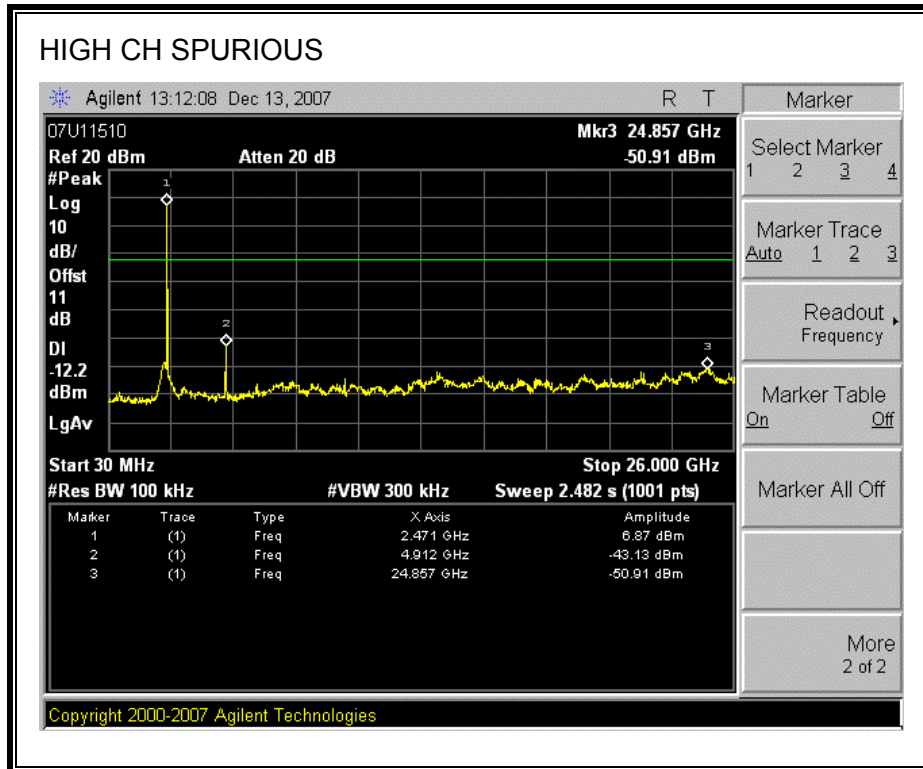 HIGH CH SPURIOUS
Agilent 13:12:08 Dec 13, 2007 R T
07U11510 Mkr3 24.857 GHz
Ref 20 dBm Atten 20 dB -50.91 dBm
#Peak
Log
10
dB/
Offst
11
dB
DI
-12.2
dBm
LgAv
1
2
3
Start 30 MHz Stop 26.000 GHz
#Res BW 100 kHz #VBW 300 kHz Sweep 2.482 s (1001 pts)
Marker Trace Type X Axis Amplitude
1 (1) Freq 2.471 GHz 6.87 dBm
2 (1) Freq 4.912 GHz -43.13 dBm
3 (1) Freq 24.857 GHz -50.91 dBm
Copyright 2000-2007 Agilent Technologies
Marker
Select Marker
1 2 3 4
Marker Trace
Auto 1 2 3
Readout
Frequency
Marker Table
On Off
Marker All Off
More
2 of 2